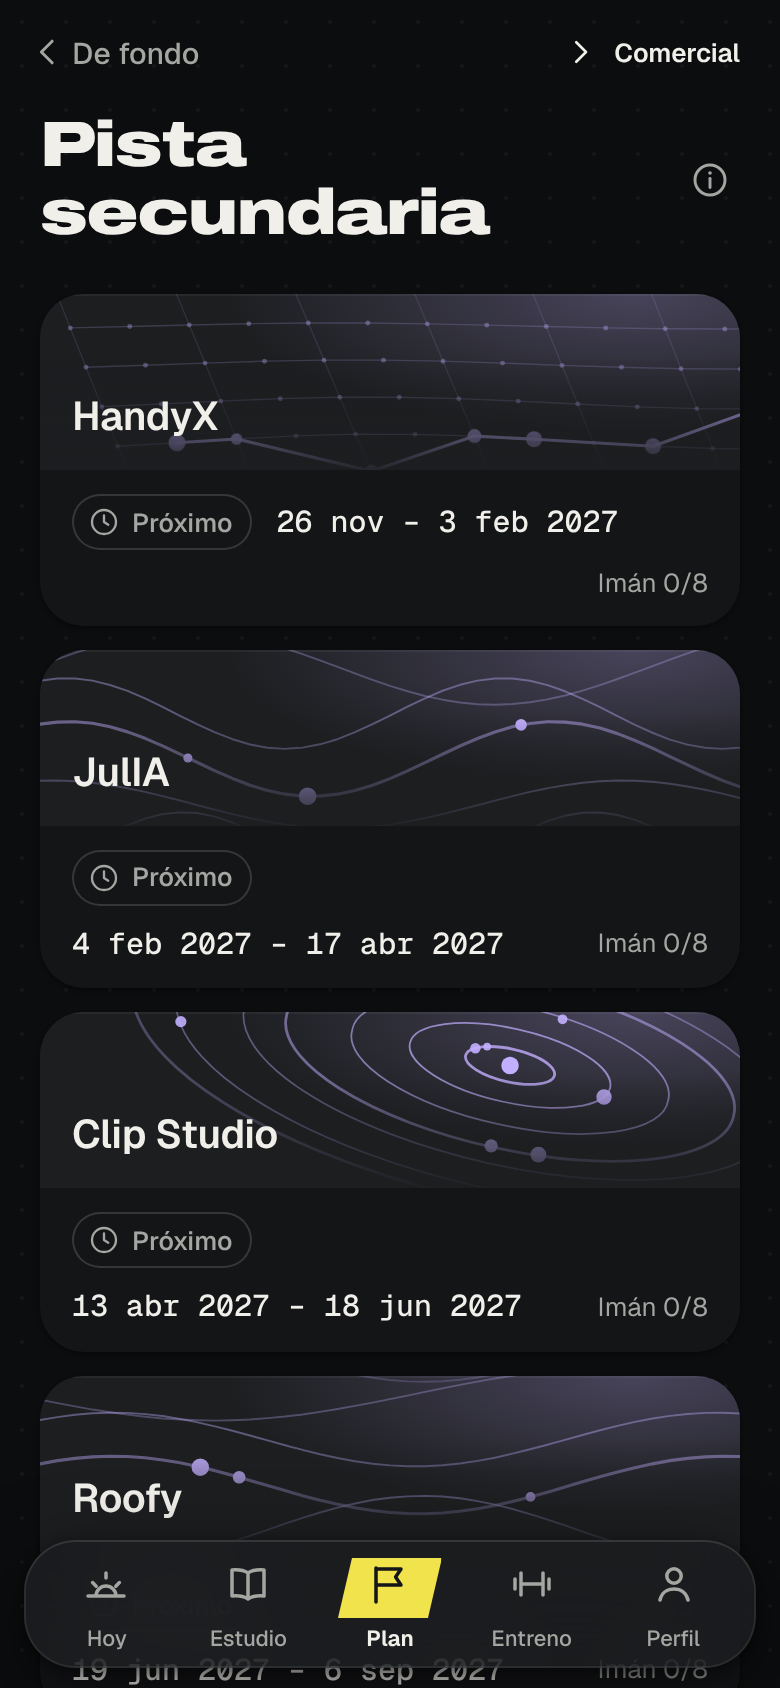 De fondo
Comercial
Pista
secundaria
HandyX
Próximo
26 nov – 3 feb 2027
Imán 0/8
JulIA
Próximo
4 feb 2027 – 17 abr 2027
Imán 0/8
Clip Studio
Próximo
13 abr 2027 – 18 jun 2027
Imán 0/8
Roofy
Hoy
Estudio
Plan
Entreno
Perfil
19 jun 2027 – 6 sep 2027
Imán 0/8